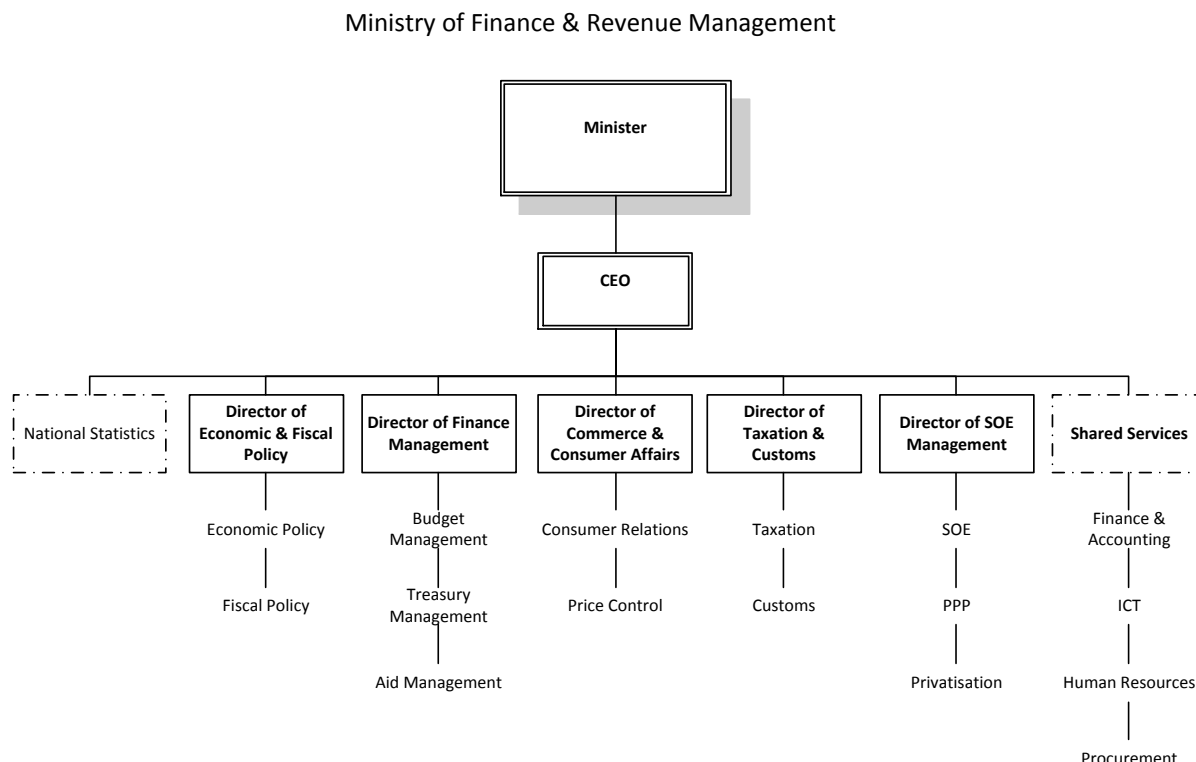 Ministry of Finance & Revenue Management
Minister
CEO
National Statistics
Director of
Economic & Fiscal
Policy
Director of Finance
Management
Director of
Commerce &
Consumer Affairs
Director of
Taxation &
Customs
Director of SOE
Management
Shared Services
Economic Policy
Fiscal Policy
Budget
Management
Treasury
Management
Aid Management
Consumer Relations
Price Control
Taxation
Customs
SOE
PPP
Privatisation
Finance &
Accounting
ICT
Human Resources
Procurement